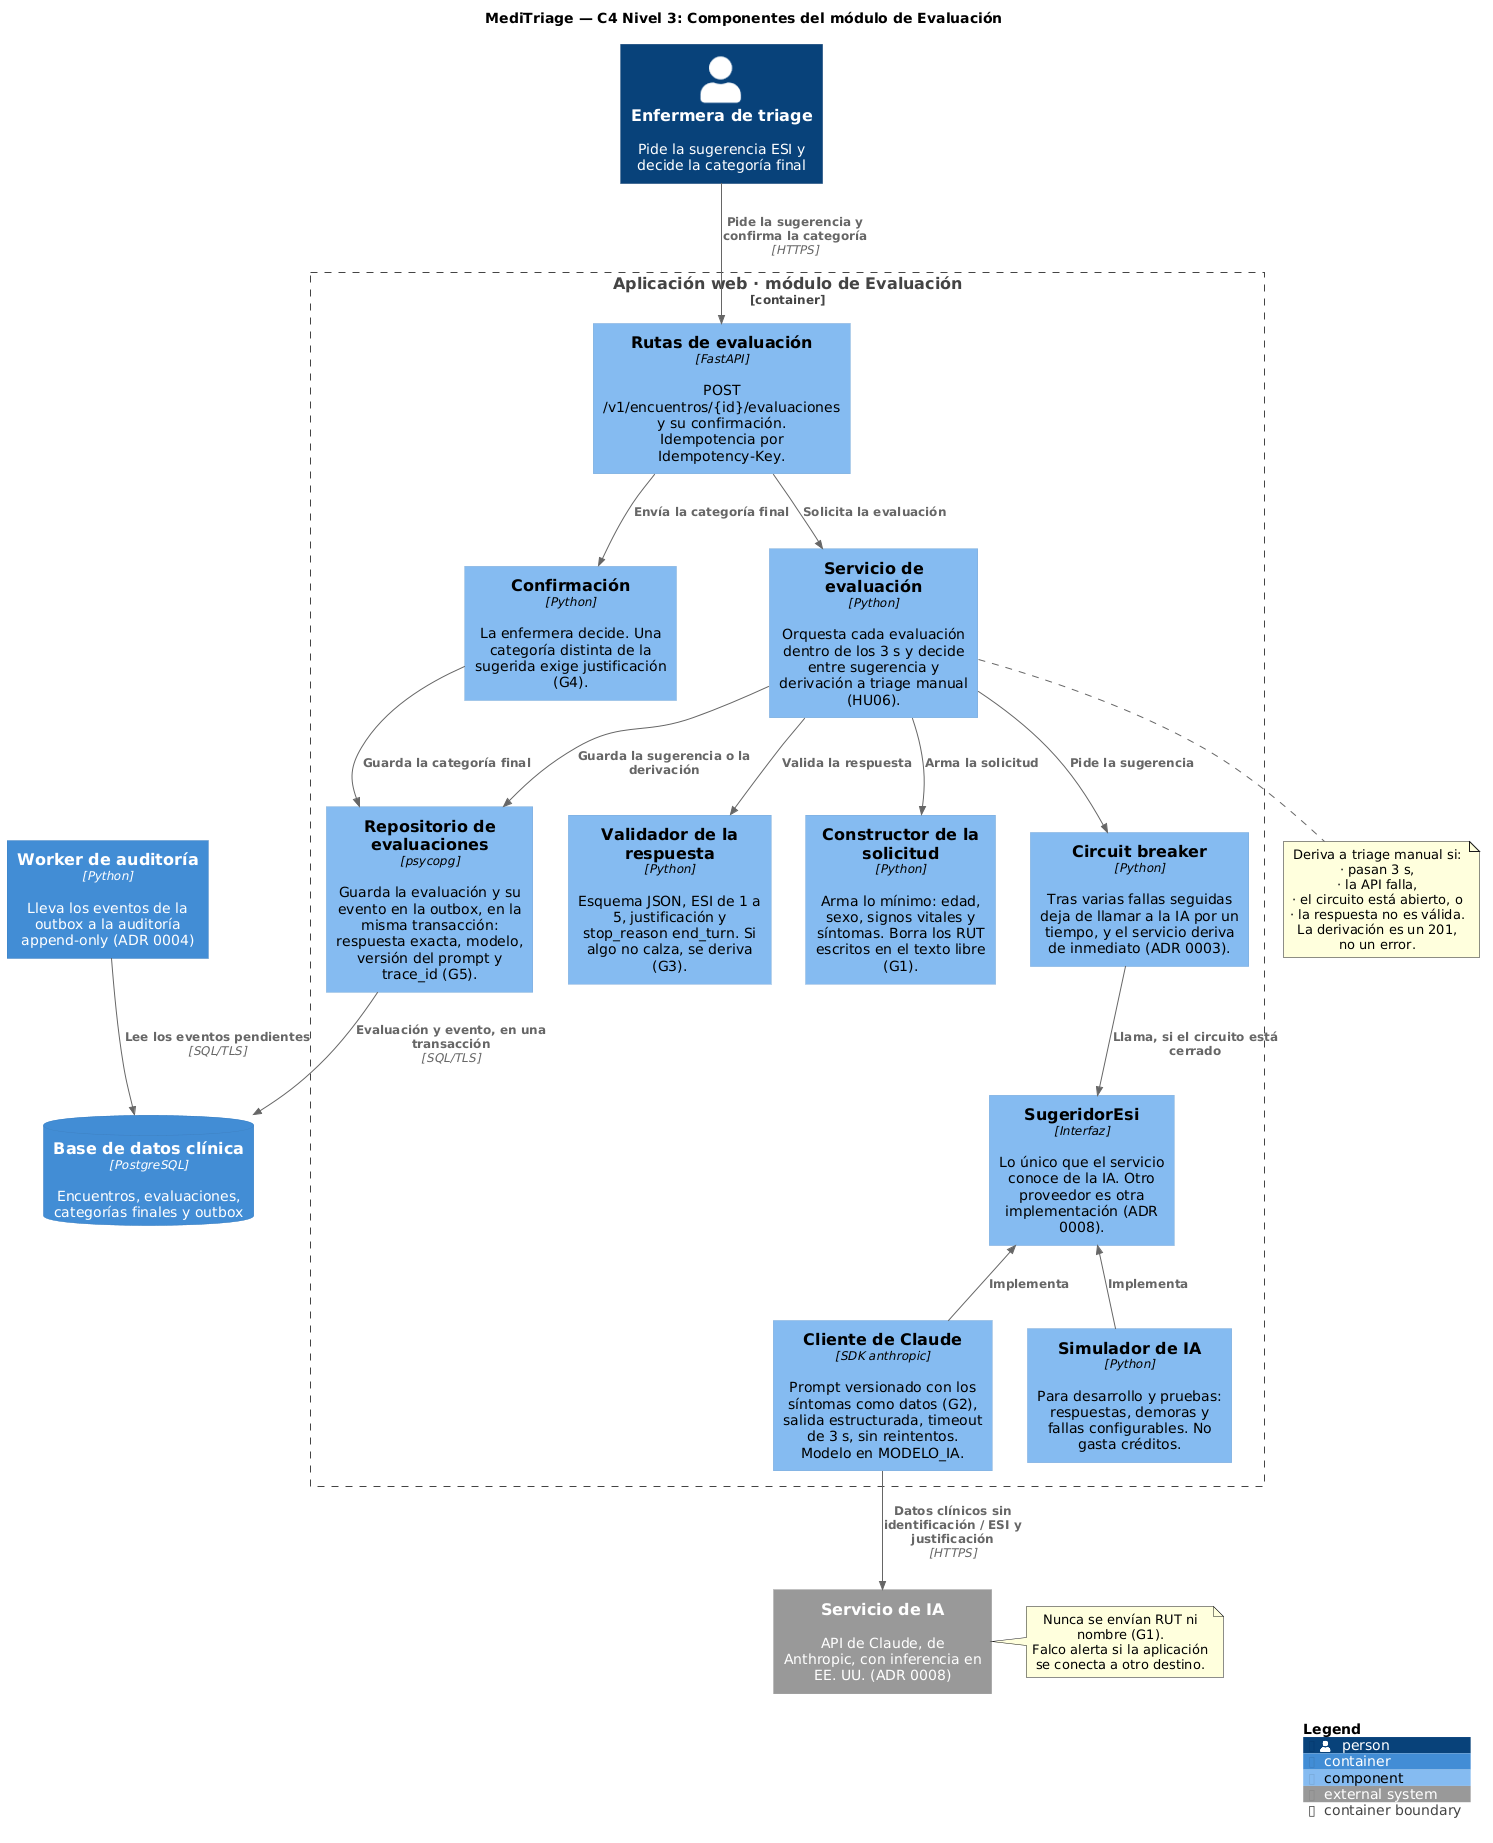 MediTriage — C4 Nivel 3: Componentes del módulo de Evaluación
Enfermera de triage
Pide la sugerencia ESI y
decide la categoría final
Pide la sugerencia y
confirma la categoría
[HTTPS]
Aplicación web · módulo de Evaluación
[container]
Rutas de evaluación
[FastAPI]
POST
/v1/encuentros/{id}/evaluaciones
y su confirmación.
Idempotencia por
Idempotency-Key.
Envía la categoría final
Solicita la evaluación
Confirmación
[Python]
La enfermera decide. Una
categoría distinta de la
sugerida exige justificación
(G4).
Servicio de
evaluación
[Python]
Orquesta cada evaluación
dentro de los 3 s y decide
entre sugerencia y
derivación a triage manual
(HU06).
Guarda la categoría final
Guarda la sugerencia o la
derivación
Valida la respuesta
Arma la solicitud
Pide la sugerencia
Worker de auditoría
[Python]
Lleva los eventos de la
outbox a la auditoría
append-only (ADR 0004)
Repositorio de
evaluaciones
[psycopg]
Guarda la evaluación y su
evento en la outbox, en la
misma transacción:
respuesta exacta, modelo,
versión del prompt y
trace_id (G5).
Validador de la
respuesta
[Python]
Esquema JSON, ESI de 1 a
5, justificación y
stop_reason end_turn. Si
algo no calza, se deriva
(G3).
Constructor de la
solicitud
[Python]
Arma lo mínimo: edad,
sexo, signos vitales y
síntomas. Borra los RUT
escritos en el texto libre
(G1).
Circuit breaker
[Python]
Tras varias fallas seguidas
deja de llamar a la IA por un
tiempo, y el servicio deriva
de inmediato (ADR 0003).
Deriva a triage manual si:
· pasan 3 s,
· la API falla,
· el circuito está abierto, o
· la respuesta no es válida.
La derivación es un 201,
no un error.
Lee los eventos pendientes
[SQL/TLS]
Evaluación y evento, en una
transacción
[SQL/TLS]
Llama, si el circuito está
cerrado
Base de datos clínica
[PostgreSQL]
Encuentros, evaluaciones,
categorías finales y outbox
SugeridorEsi
[Interfaz]
Lo único que el servicio
conoce de la IA. Otro
proveedor es otra
implementación (ADR
0008).
Implementa
Implementa
Cliente de Claude
[SDK anthropic]
Prompt versionado con los
síntomas como datos (G2),
salida estructurada, timeout
de 3 s, sin reintentos.
Modelo en MODELO_IA.
Simulador de IA
[Python]
Para desarrollo y pruebas:
respuestas, demoras y
fallas configurables. No
gasta créditos.
Datos clínicos sin
identificación / ESI y
justificación
[HTTPS]
Servicio de IA
API de Claude, de
Anthropic, con inferencia en
EE. UU. (ADR 0008)
Nunca se envían RUT ni
nombre (G1).
Falco alerta si la aplicación
se conecta a otro destino.
Legend
person
container
component
external system
container boundary